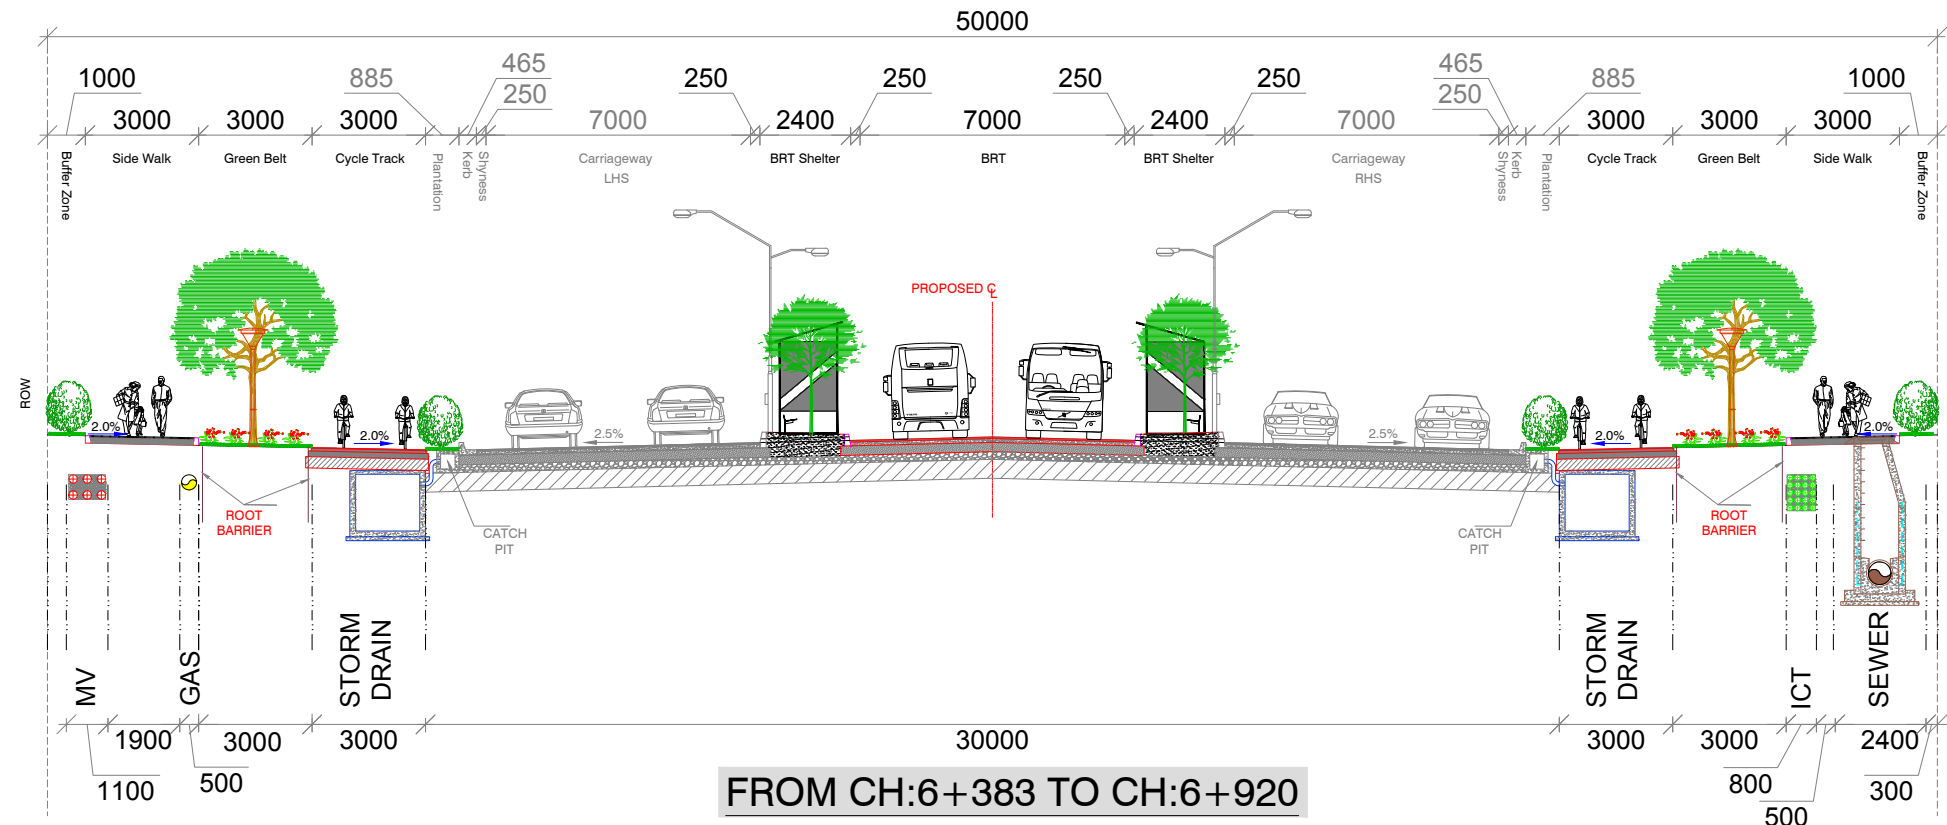 50000
1000
885
465
250
250
250
250
250
465
250
885
1000
3000
3000
3000
7000
2400
7000
2400
7000
3000
3000
3000
Buffer Zone
Side Walk
Green Belt
Cycle Track
Plantation
Kerb
Shyness
Carriageway
LHS
BRT Shelter
BRT
BRT Shelter
Carriageway
RHS
Shyness
Kerb
Plantation
Cycle Track
Green Belt
Side Walk
Buffer Zone
PROPOSED ℄
ROW
2.0%
2.0%
2.5%
2.5%
2.0%
2.0%
ROOT
BARRIER
CATCH
PIT
CATCH
PIT
ROOT
BARRIER
MV
GAS
STORM
DRAIN
STORM
DRAIN
ICT
SEWER
1900
3000
3000
30000
3000
3000
2400
1100
500
800
500
300
FROM CH:6+383 TO CH:6+920